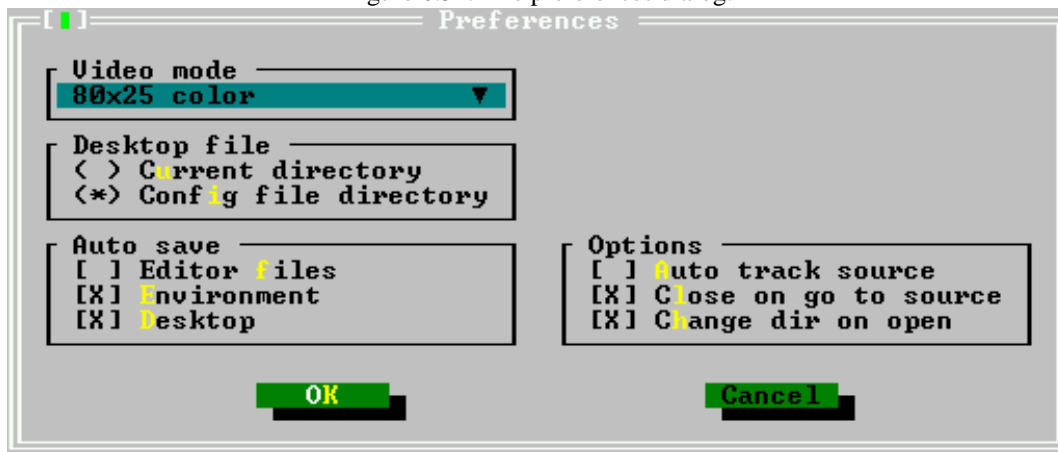 [▮] Preferences
Video mode
80x25 color ▼
Desktop file
( ) Current directory
(*) Config file directory
Auto save
[ ] Editor files
[X] Environment
[X] Desktop
Options
[ ] Auto track source
[X] Close on go to source
[X] Change dir on open
OK Cancel